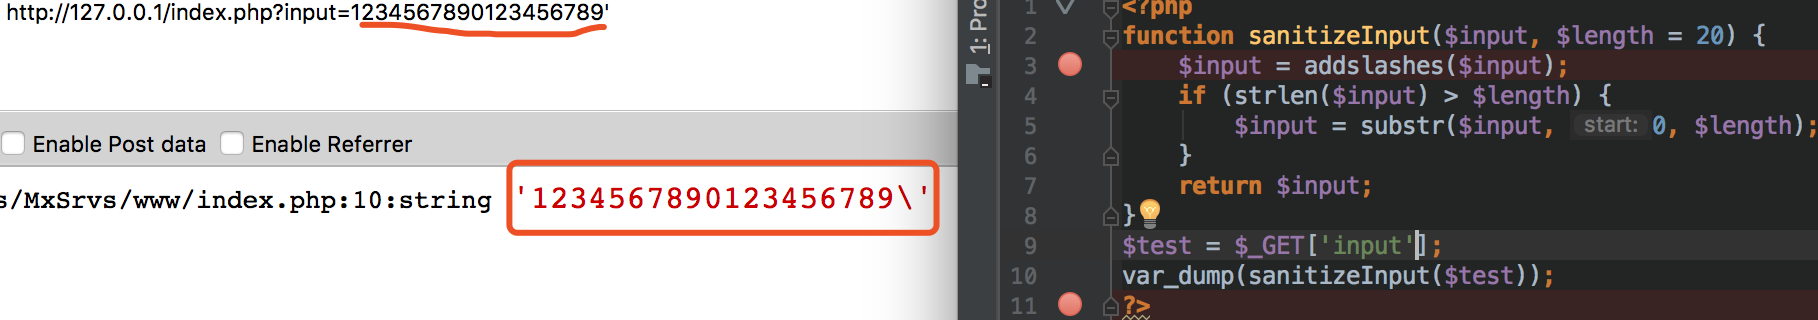 http://127.0.0.1/index.php?input=1234567890123456789'
Enable Post data Enable Referrer
s/MxSrvs/www/index.php:10:string '1234567890123456789\'
1: Pro
1 <?php
2 function sanitizeInput($input, $length = 20) {
3 $input = addslashes($input);
4 if (strlen($input) > $length) {
5 $input = substr($input, start: 0, $length);
6 }
7 return $input;
8 }
9 $test = $_GET['input'];
10 var_dump(sanitizeInput($test));
11 ?>